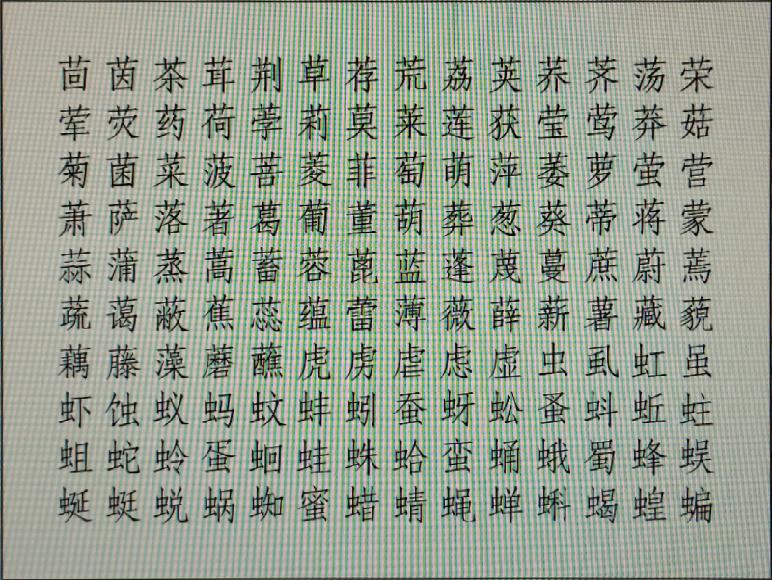 茴茵茶茸荆草荐荒荔英荞荠荡荣
荤荧药荷荸莉莫莱莲获莹莺莽菇
菊菌菜菠菩菱菲萄萌萍萎萝萤营
萧萨落著葛葡董葫葬葱葵蒂蒋蒙
蒜蒲蒸蒿蓄蓉蓖蓝蓬蔑蔓蔗蔚蔫
蔬蔼蔽蕉蕊蕴蕾薄薇薛薪薯藏藐
藕藤藻蘑蘸虎虏虐虑虚虫虱虹虽
虾蚀蚁蚂蚊蚌蚓蚕蚜蚣蚤蚪蚯蛀
蛆蛇蛉蛋蛔蛙蛛蛤蛮蛹蛾蜀蜂蜈
蜒蜓蜕蜗蜘蜜蜡蜻蝇蝉蝌蝎蝗蝙